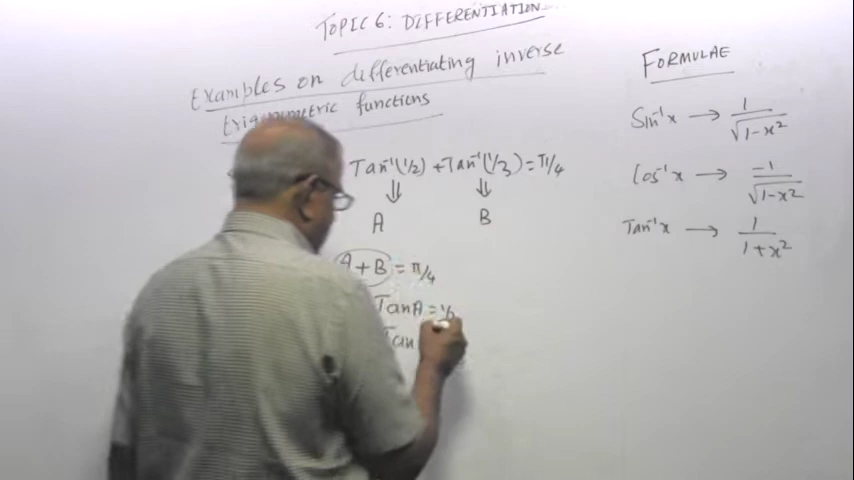 TOPIC 6: DIFFERENTIATION
Examples on differentiating inverse
trigonometric functions
Tan⁻¹(1/2) + Tan⁻¹(1/3) = π/4
⇓ ⇓
A B
A + B = π/4
TanA = 1/2
Tan
FORMULAE
Sin⁻¹x → 1/√(1-x²)
Cos⁻¹x → -1/√(1-x²)
Tan⁻¹x → 1/(1+x²)